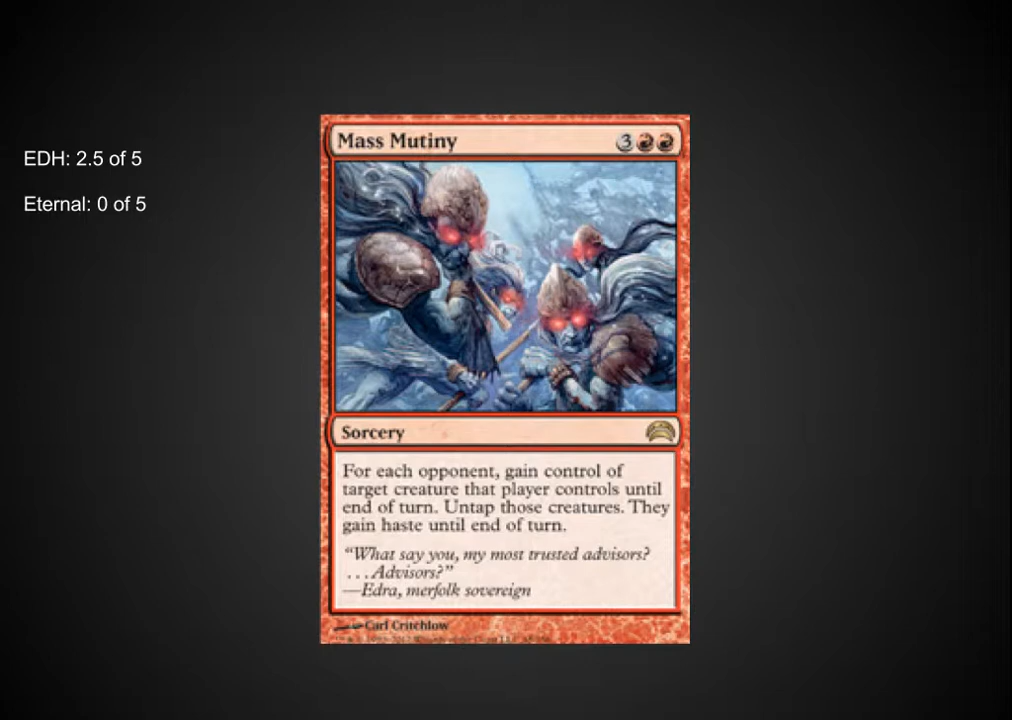 EDH: 2.5 of 5
Eternal: 0 of 5
Mass Mutiny
3
Sorcery
For each opponent, gain control of
target creature that player controls until
end of turn. Untap those creatures. They
gain haste until end of turn.
“What say you, my most trusted advisors?
. . . Advisors?”
—Edra, merfolk sovereign
Carl Critchlow